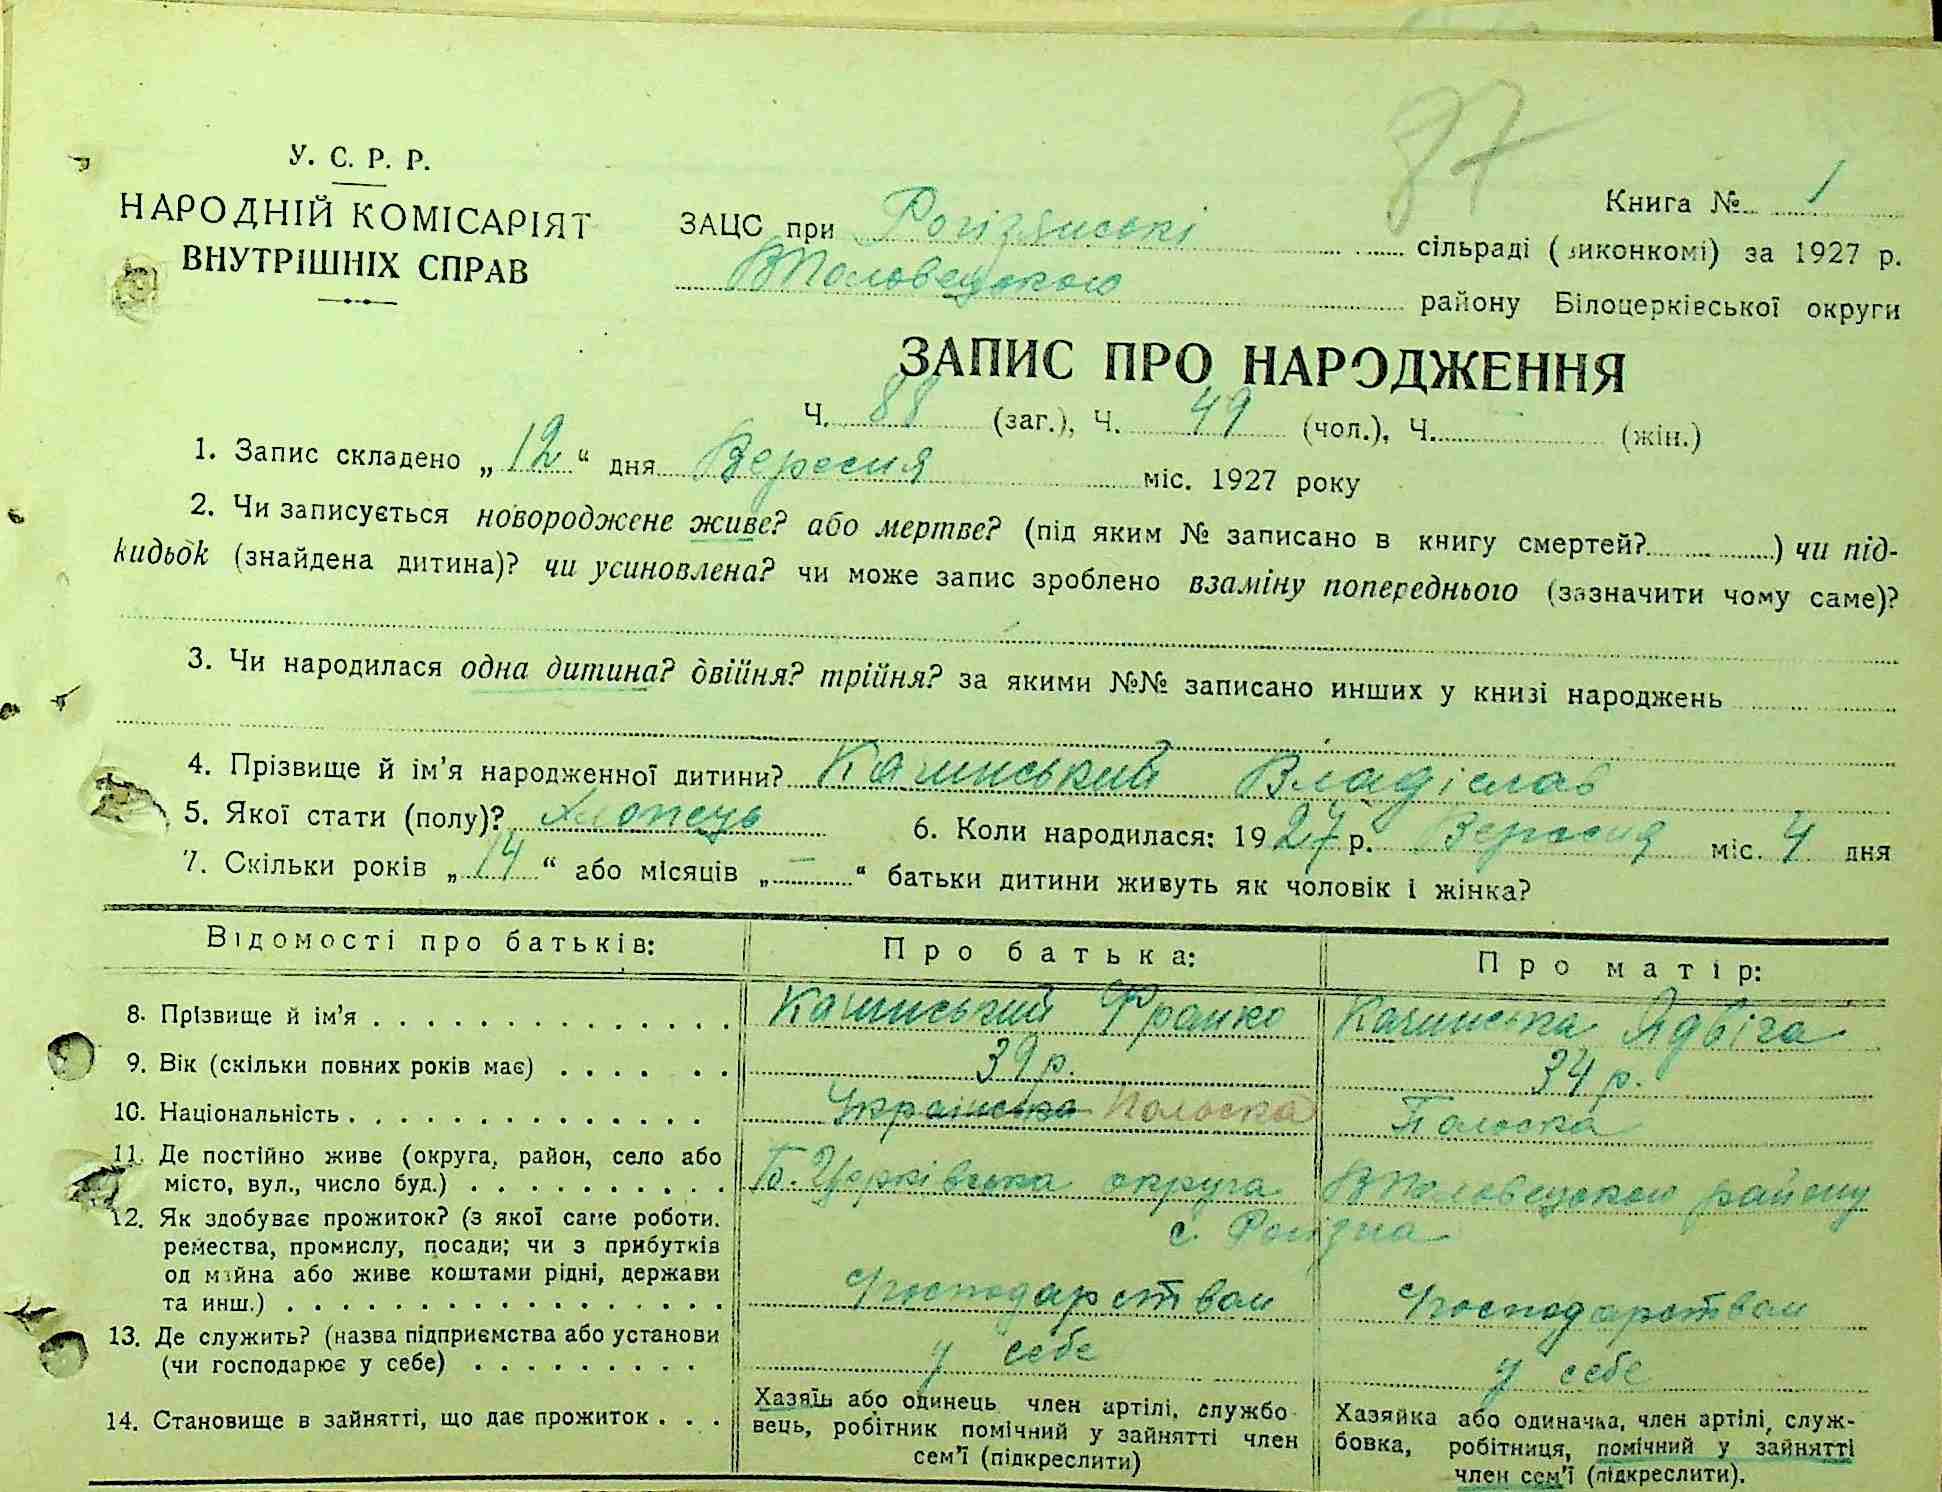 87
У. С. Р. Р.
НАРОДНІЙ КОМІСАРІЯТ
ВНУТРІШНІХ СПРАВ
Книга № 1
ЗАЦС при Рогізянські сільраді (виконкомі) за 1927 р.
ВПоловецького району Білоцерківської округи
ЗАПИС ПРО НАРОДЖЕННЯ
Ч. 88 (заг.), Ч. 49 (чол.), Ч. (жін.)
1. Запис складено „12“ дня Вересня міс. 1927 року
2. Чи записується новороджене живе? або мертве? (під яким № записано в книгу смертей?..........) чи під-
кидьок (знайдена дитина)? чи усиновлена? чи може запис зроблено взаміну попереднього (зазначити чому саме)?
3. Чи народилася одна дитина? двійня? трійня? за якими №№ записано инших у книзі народжень
4. Прізвище й ім’я народженної дитини? Качинський Владіслав
5. Якої стати (полу)? Хлопець 6. Коли народилася: 1927 р. Вересня міс. 4 дня
7. Скільки років „14“ або місяців „—“ батьки дитини живуть як чоловік і жінка?
Відомості про батьків: Про батька: Про матір:
8. Прізвище й ім’я . . . Качинський Франко Качинська Ядвіга
9. Вік (скільки повних років має) . . . 39 р. 34 р.
10. Національність . . . Українська Польска Польска
11. Де постійно живе (округа, район, село або
місто, вул., число буд.) . . . Б. Церківська округа ВПоловецького району
с. Рогізна
12. Як здобуває прожиток? (з якої саме роботи,
ремества, промислу, посади; чи з прибутків
од майна або живе коштами рідні, держави
та инш.) . . . Господарством Господарством
13. Де служить? (назва підприємства або установи
(чи господарює у себе) . . . у себе у себе
14. Становище в зайнятті, що дає прожиток . . .
Хазяїн або одинець член артілі, службо-
вець, робітник помічний у зайнятті член
сем’ї (підкреслити)
Хазяйка або одиначка, член артілі, служ-
бовка, робітниця, помічний у зайнятті
член сем’ї (підкреслити).